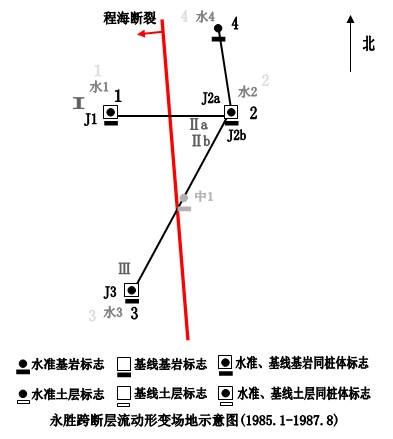 程海断裂
4 水4 4
北
1
水1 1
I
J1
J2a 水2 2
2
J2b
Ⅱa
Ⅱb
中1
Ⅲ
J3
3 水3 3
水准基岩标志 基线基岩标志 水准、基线基岩同桩体标志
水准土层标志 基线土层标志 水准、基线土层同桩体标志
永胜跨断层流动形变场地示意图(1985.1-1987.8)